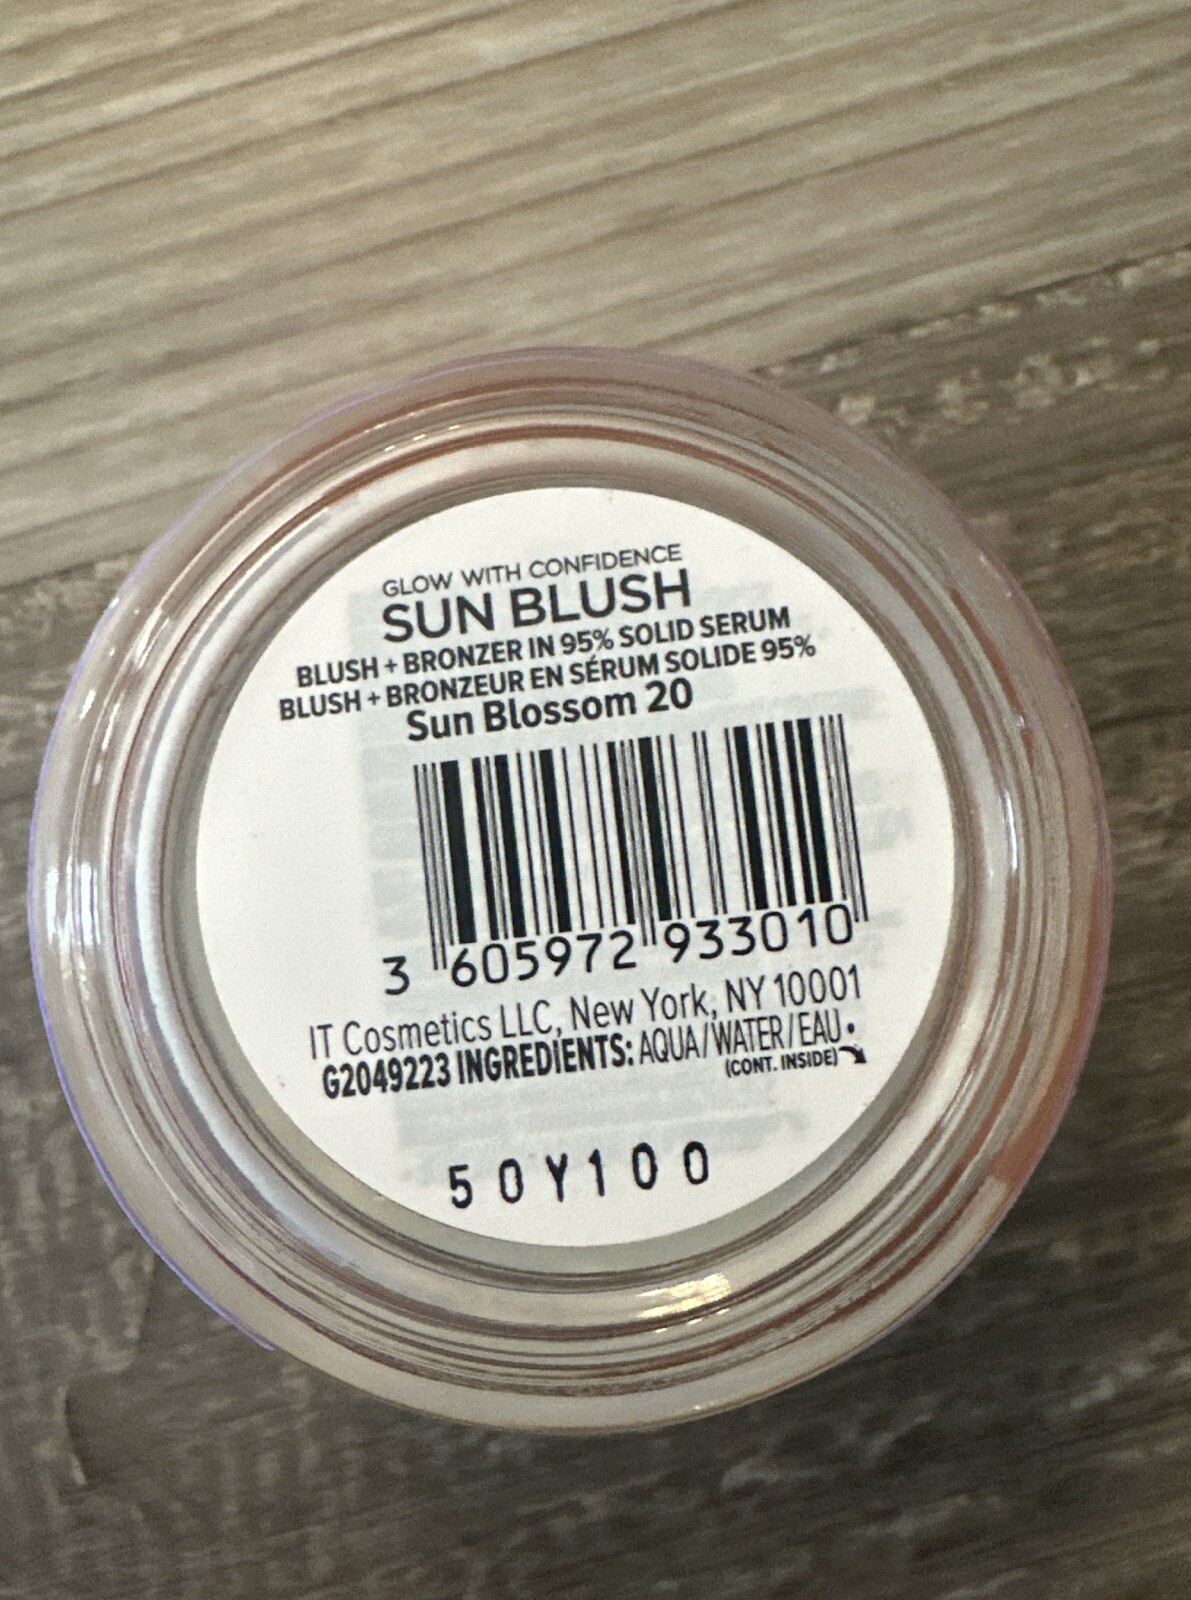 GLOW WITH CONFIDENCE
SUN BLUSH
BLUSH + BRONZER IN 95% SOLID SERUM
BLUSH + BRONZEUR EN SÉRUM SOLIDE 95%
Sun Blossom 20
3 605972 933010
IT Cosmetics LLC, New York, NY 10001
G2049223 INGREDIENTS: AQUA/WATER/EAU •
(CONT. INSIDE)
50Y100